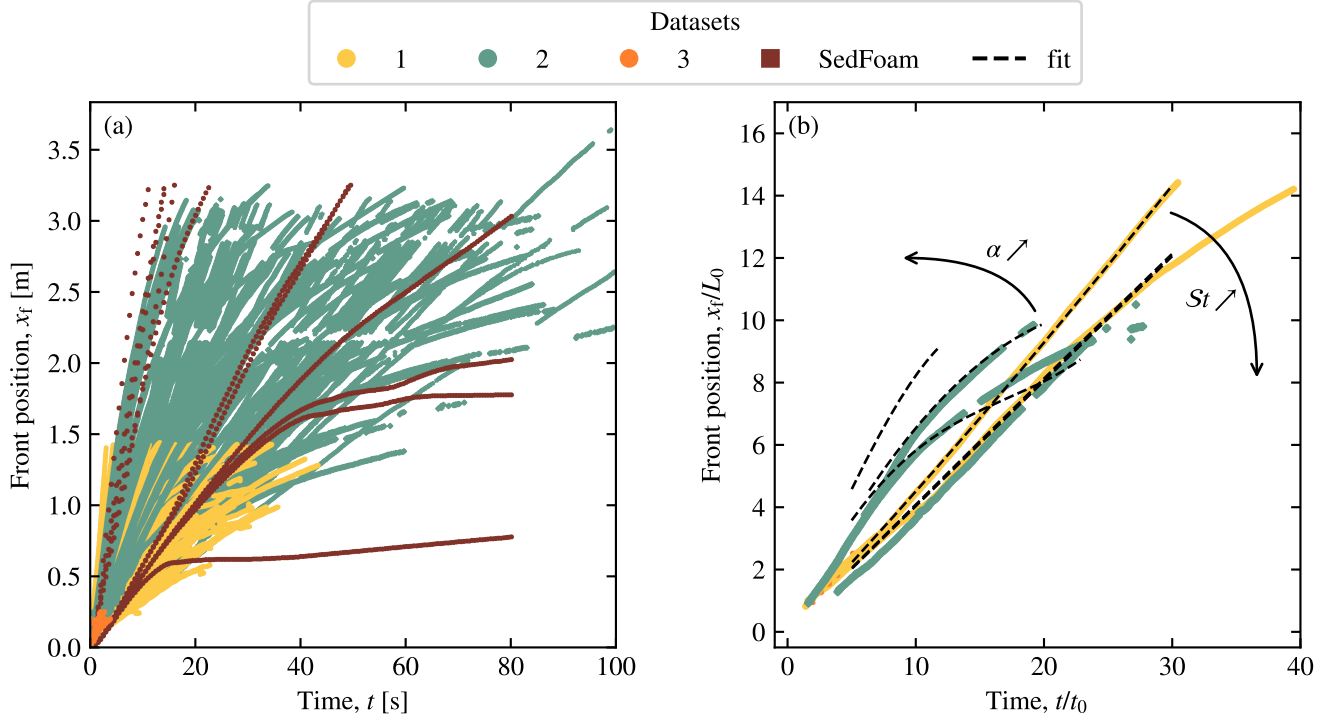 Datasets
1 2 3 SedFoam fit
(a)
Front position, x_f [m]
3.5
3.0
2.5
2.0
1.5
1.0
0.5
0.0
0 20 40 60 80 100
Time, t [s]
(b)
Front position, x_f/L_0
16
14
12
10
8
6
4
2
0
α ↗
St ↗
0 10 20 30 40
Time, t/t_0